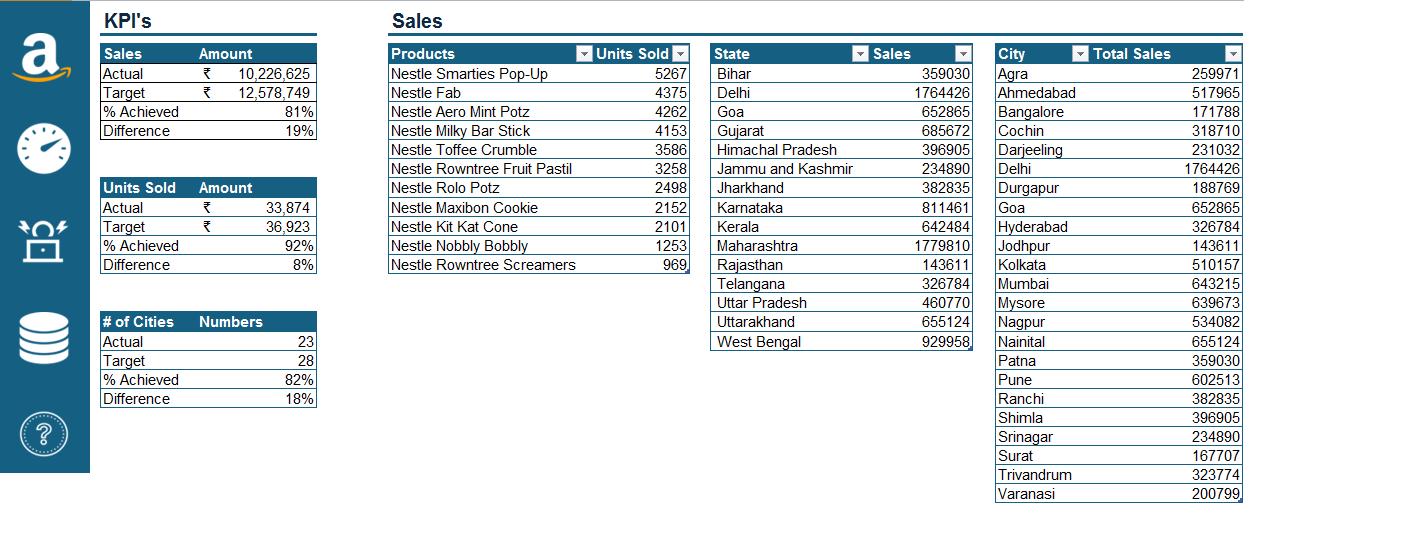 KPI's
Sales Amount
Actual ₹ 10,226,625
Target ₹ 12,578,749
% Achieved 81%
Difference 19%
Units Sold Amount
Actual ₹ 33,874
Target ₹ 36,923
% Achieved 92%
Difference 8%
# of Cities Numbers
Actual 23
Target 28
% Achieved 82%
Difference 18%
Sales
Products Units Sold
Nestle Smarties Pop-Up 5267
Nestle Fab 4375
Nestle Aero Mint Potz 4262
Nestle Milky Bar Stick 4153
Nestle Toffee Crumble 3586
Nestle Rowntree Fruit Pastil 3258
Nestle Rolo Potz 2498
Nestle Maxibon Cookie 2152
Nestle Kit Kat Cone 2101
Nestle Nobbly Bobbly 1253
Nestle Rowntree Screamers 969
State Sales
Bihar 359030
Delhi 1764426
Goa 652865
Gujarat 685672
Himachal Pradesh 396905
Jammu and Kashmir 234890
Jharkhand 382835
Karnataka 811461
Kerala 642484
Maharashtra 1779810
Rajasthan 143611
Telangana 326784
Uttar Pradesh 460770
Uttarakhand 655124
West Bengal 929958
City Total Sales
Agra 259971
Ahmedabad 517965
Bangalore 171788
Cochin 318710
Darjeeling 231032
Delhi 1764426
Durgapur 188769
Goa 652865
Hyderabad 326784
Jodhpur 143611
Kolkata 510157
Mumbai 643215
Mysore 639673
Nagpur 534082
Nainital 655124
Patna 359030
Pune 602513
Ranchi 382835
Shimla 396905
Srinagar 234890
Surat 167707
Trivandrum 323774
Varanasi 200799
a
?